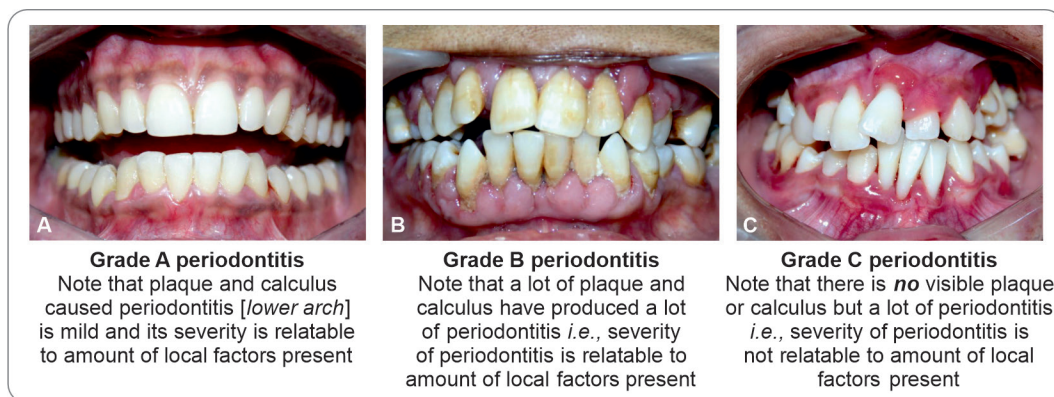 A
B
C
Grade A periodontitis
Note that plaque and calculus
caused periodontitis [lower arch]
is mild and its severity is relatable
to amount of local factors present
Grade B periodontitis
Note that a lot of plaque and
calculus have produced a lot
of periodontitis i.e., severity
of periodontitis is relatable to
amount of local factors present
Grade C periodontitis
Note that there is no visible plaque
or calculus but a lot of periodontitis
i.e., severity of periodontitis is
not relatable to amount of local
factors present